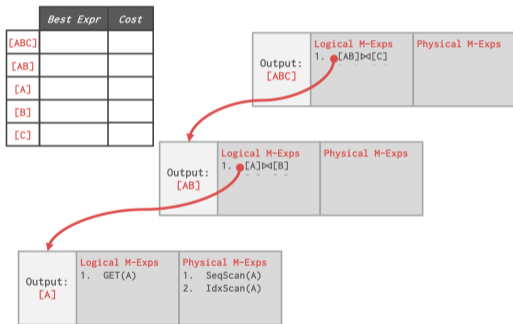 Best Expr Cost
[ABC]
[AB]
[A]
[B]
[C]
Output:
[ABC]
Logical M-Exps
1. [AB]⋈[C]
Physical M-Exps
Output:
[AB]
Logical M-Exps
1. [A]⋈[B]
Physical M-Exps
Output:
[A]
Logical M-Exps
1. GET(A)
Physical M-Exps
1. SeqScan(A)
2. IdxScan(A)